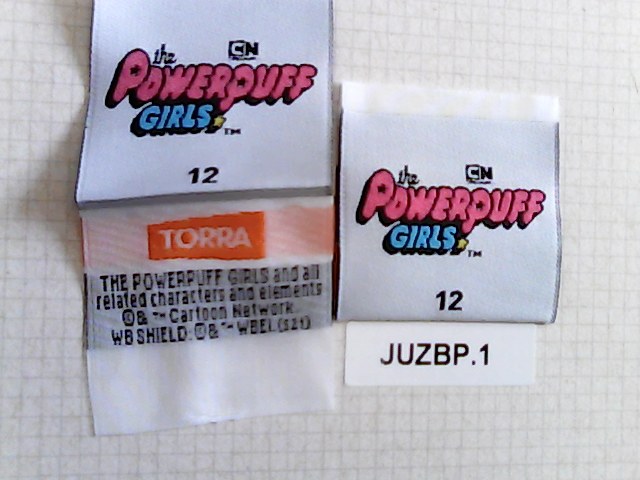 the CN
POWERPUFF
GIRLS TM
12
TORRA
THE POWERPUFF GIRLS and all
related characters and elements
©& ™ Cartoon Network.
WB SHIELD: ©& ™ WBEI. (s21)
the CN
POWERPUFF
GIRLS TM
12
JUZBP.1